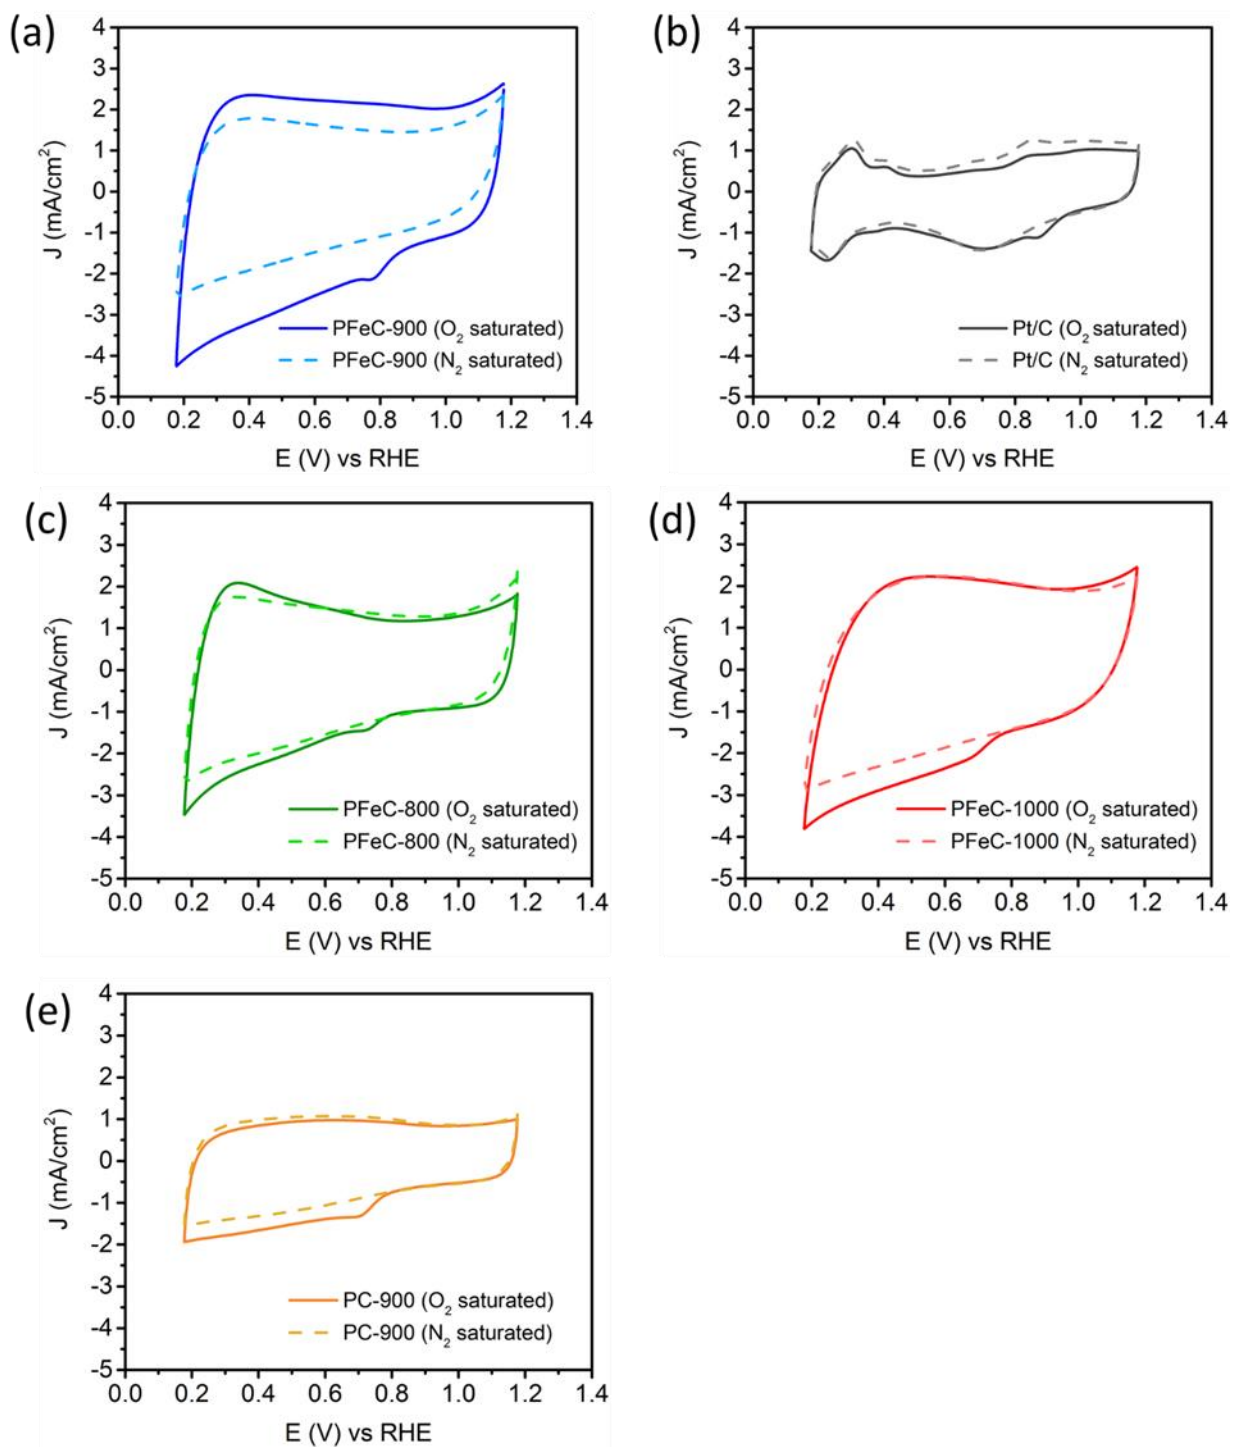 (a)
4
3
2
1
0
-1
-2
-3
-4
-5
J (mA/cm²)
PFeC-900 (O₂ saturated)
PFeC-900 (N₂ saturated)
0.0 0.2 0.4 0.6 0.8 1.0 1.2 1.4
E (V) vs RHE
(b)
4
3
2
1
0
-1
-2
-3
-4
-5
J (mA/cm²)
Pt/C (O₂ saturated)
Pt/C (N₂ saturated)
0.0 0.2 0.4 0.6 0.8 1.0 1.2 1.4
E (V) vs RHE
(c)
4
3
2
1
0
-1
-2
-3
-4
-5
J (mA/cm²)
PFeC-800 (O₂ saturated)
PFeC-800 (N₂ saturated)
0.0 0.2 0.4 0.6 0.8 1.0 1.2 1.4
E (V) vs RHE
(d)
4
3
2
1
0
-1
-2
-3
-4
-5
J (mA/cm²)
PFeC-1000 (O₂ saturated)
PFeC-1000 (N₂ saturated)
0.0 0.2 0.4 0.6 0.8 1.0 1.2 1.4
E (V) vs RHE
(e)
4
3
2
1
0
-1
-2
-3
-4
-5
J (mA/cm²)
PC-900 (O₂ saturated)
PC-900 (N₂ saturated)
0.0 0.2 0.4 0.6 0.8 1.0 1.2 1.4
E (V) vs RHE